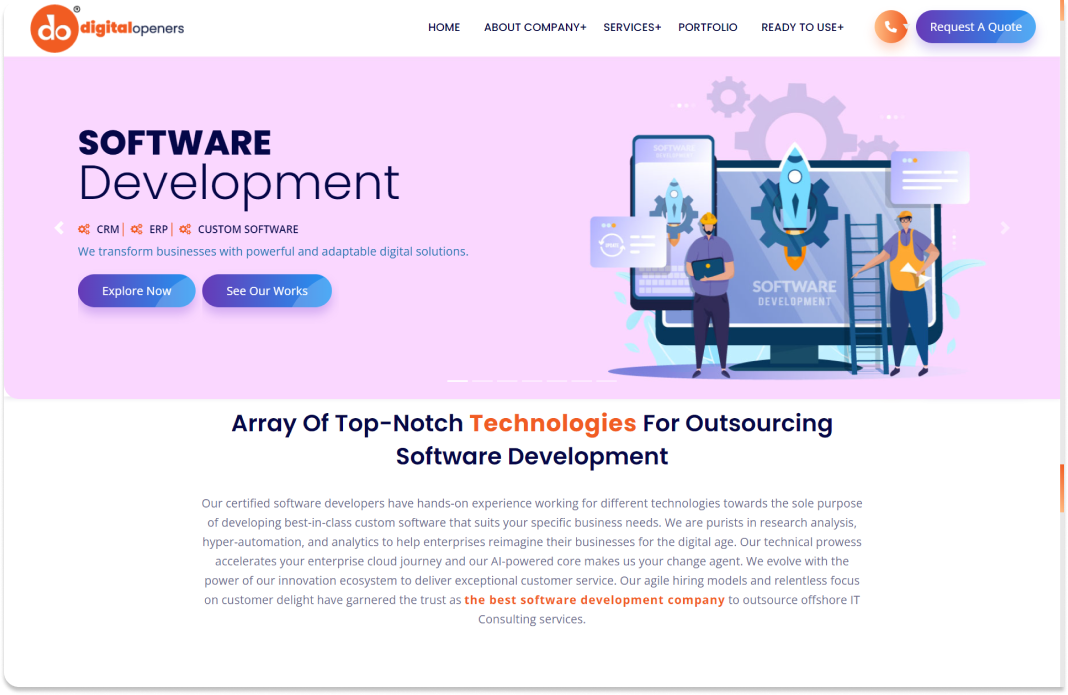 do ®
digitalopeners
HOME ABOUT COMPANY+ SERVICES+ PORTFOLIO READY TO USE+
Request A Quote
SOFTWARE
Development
CRM | ERP | CUSTOM SOFTWARE
We transform businesses with powerful and adaptable digital solutions.
Explore Now See Our Works
SOFTWARE
DEVELOPMENT
SOFTWARE
DEVELOPMENT
Array Of Top-Notch Technologies For Outsourcing
Software Development
Our certified software developers have hands-on experience working for different technologies towards the sole purpose
of developing best-in-class custom software that suits your specific business needs. We are purists in research analysis,
hyper-automation, and analytics to help enterprises reimagine their businesses for the digital age. Our technical prowess
accelerates your enterprise cloud journey and our AI-powered core makes us your change agent. We evolve with the
power of our innovation ecosystem to deliver exceptional customer service. Our agile hiring models and relentless focus
on customer delight have garnered the trust as the best software development company to outsource offshore IT
Consulting services.